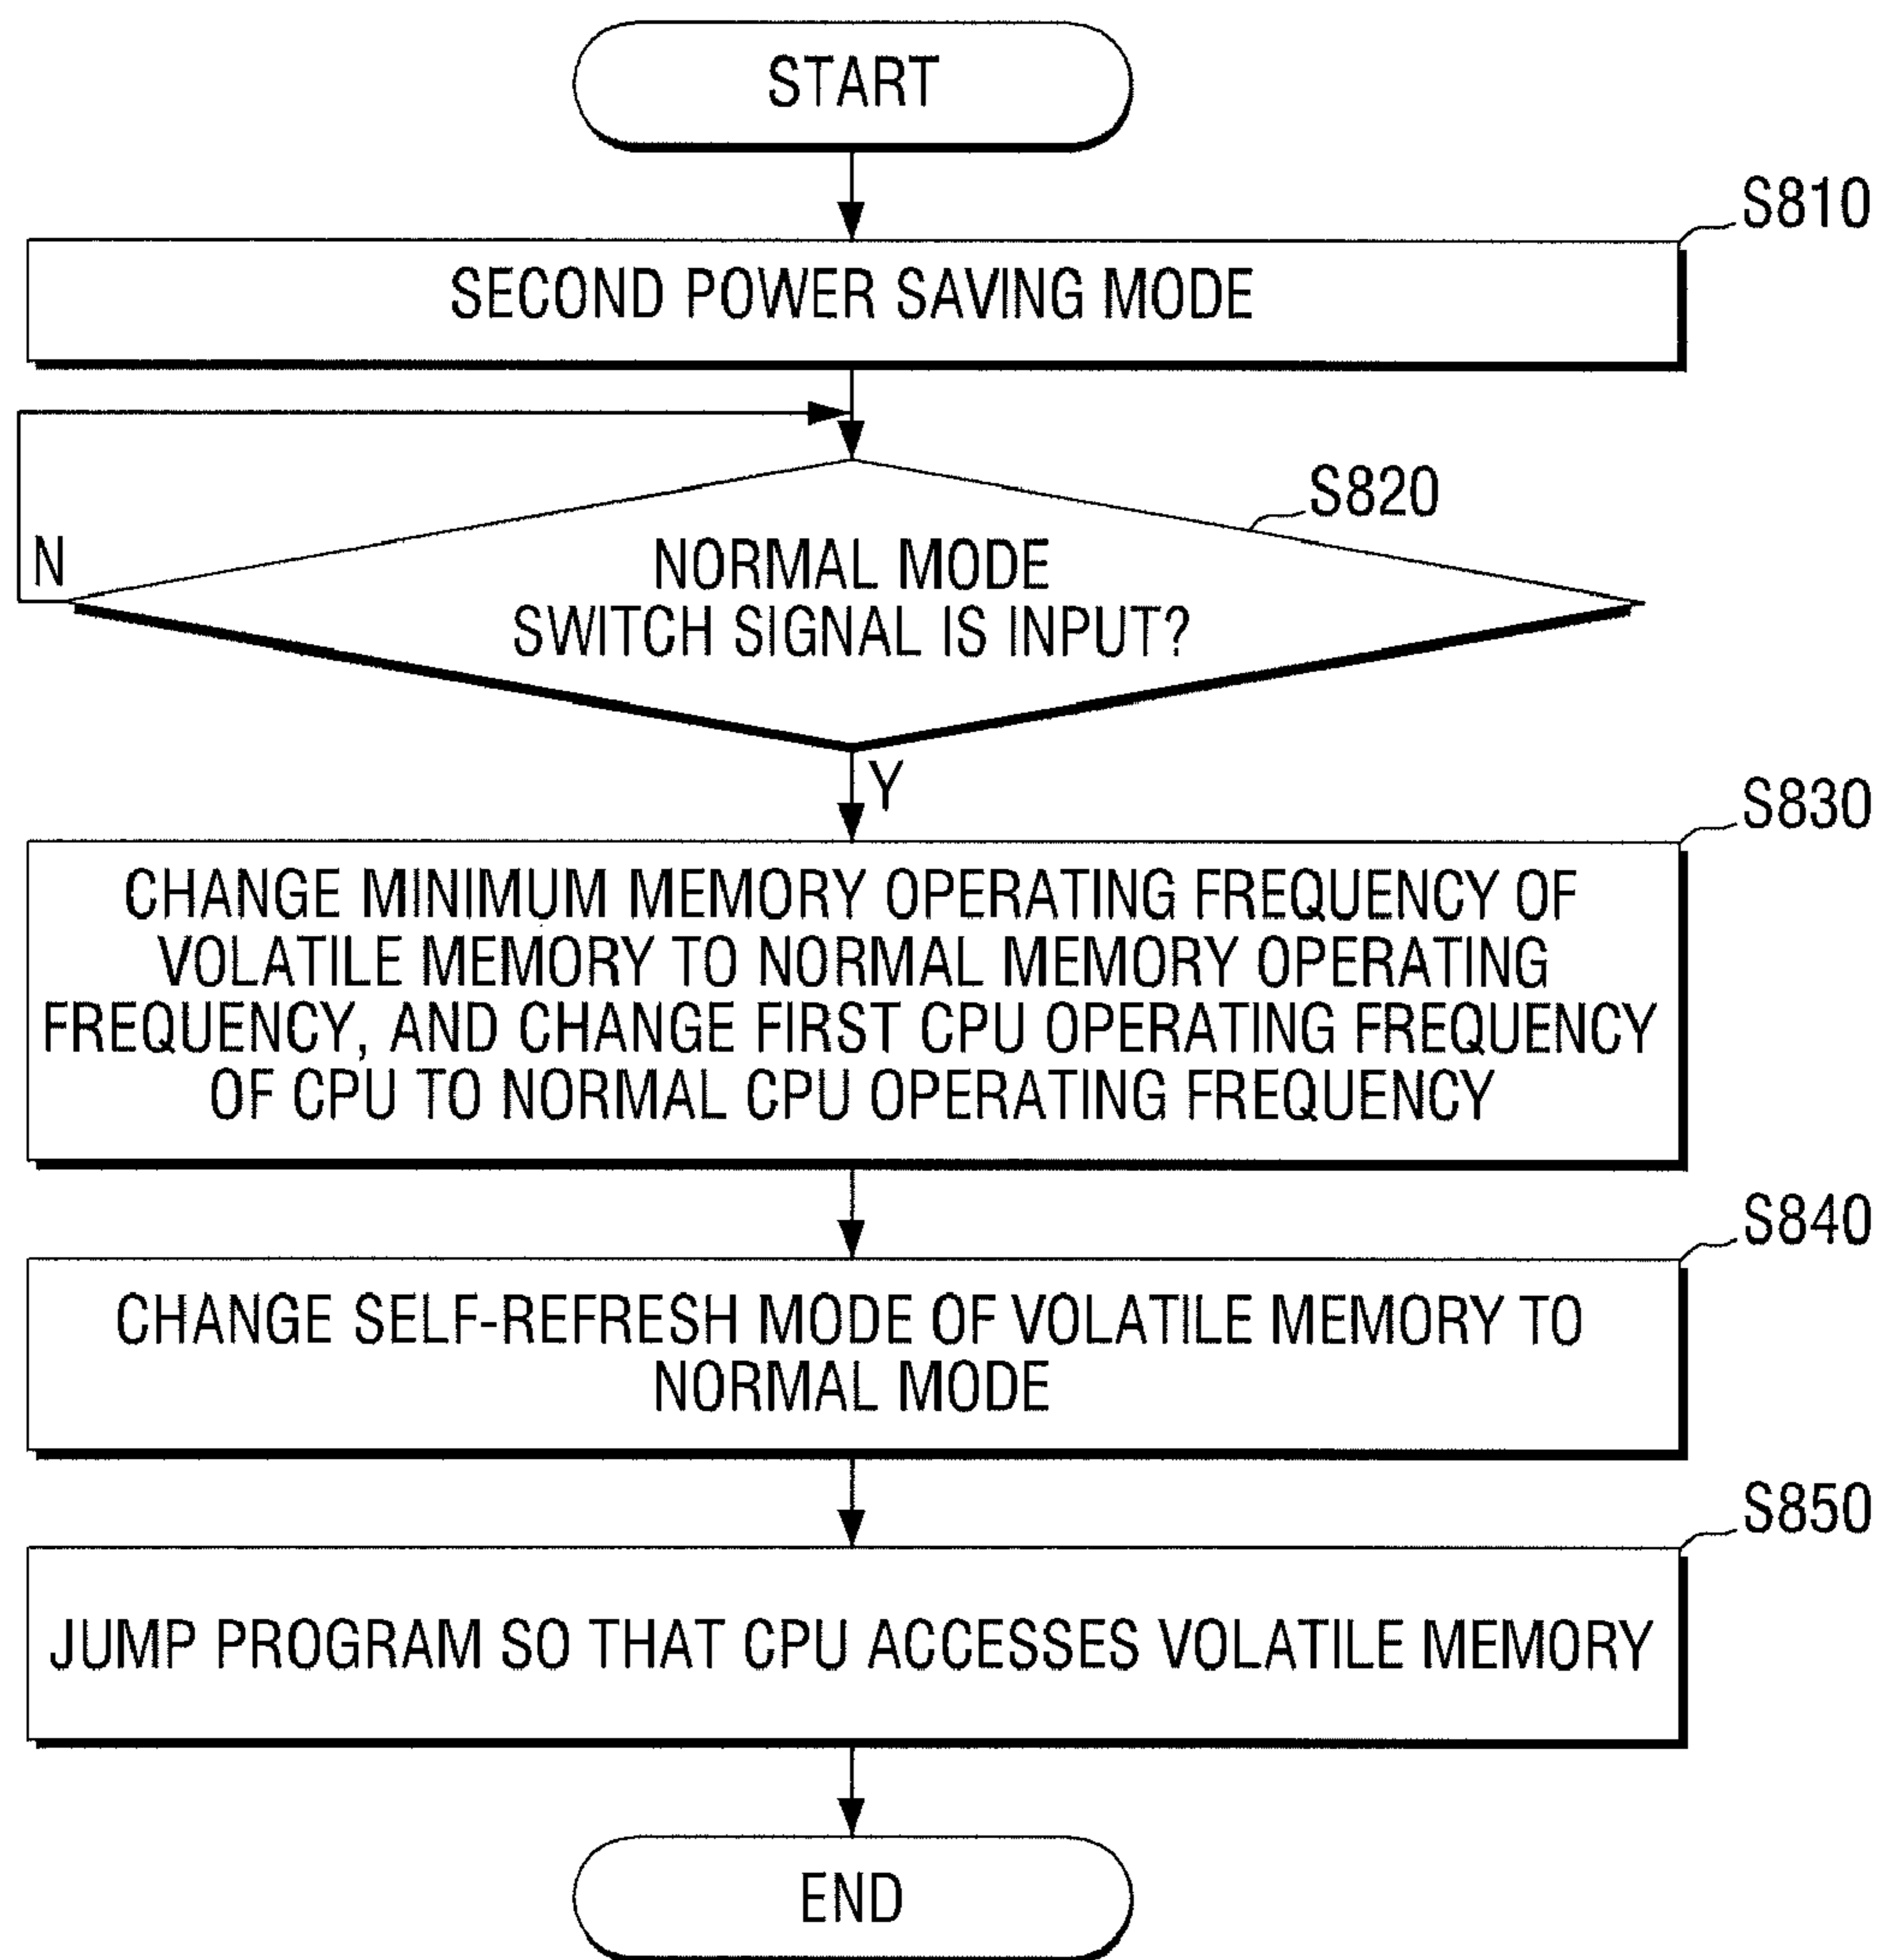 START
S810
SECOND POWER SAVING MODE
S820
N
NORMAL MODE
SWITCH SIGNAL IS INPUT?
Y
S830
CHANGE MINIMUM MEMORY OPERATING FREQUENCY OF
VOLATILE MEMORY TO NORMAL MEMORY OPERATING
FREQUENCY, AND CHANGE FIRST CPU OPERATING FREQUENCY
OF CPU TO NORMAL CPU OPERATING FREQUENCY
S840
CHANGE SELF-REFRESH MODE OF VOLATILE MEMORY TO
NORMAL MODE
S850
JUMP PROGRAM SO THAT CPU ACCESSES VOLATILE MEMORY
END